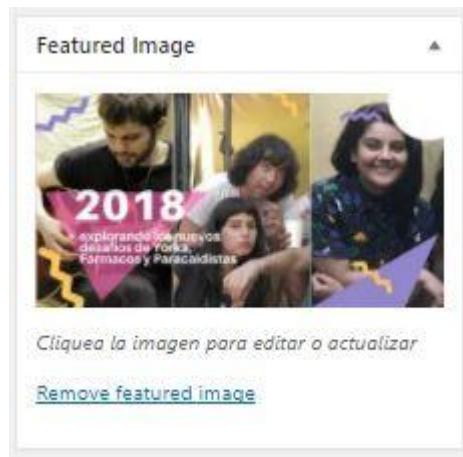 Featured Image
2018
explorando los nuevos
desafíos de Yorka,
Farmacos y Paracaidistas
Cliquea la imagen para editar o actualizar
Remove featured image